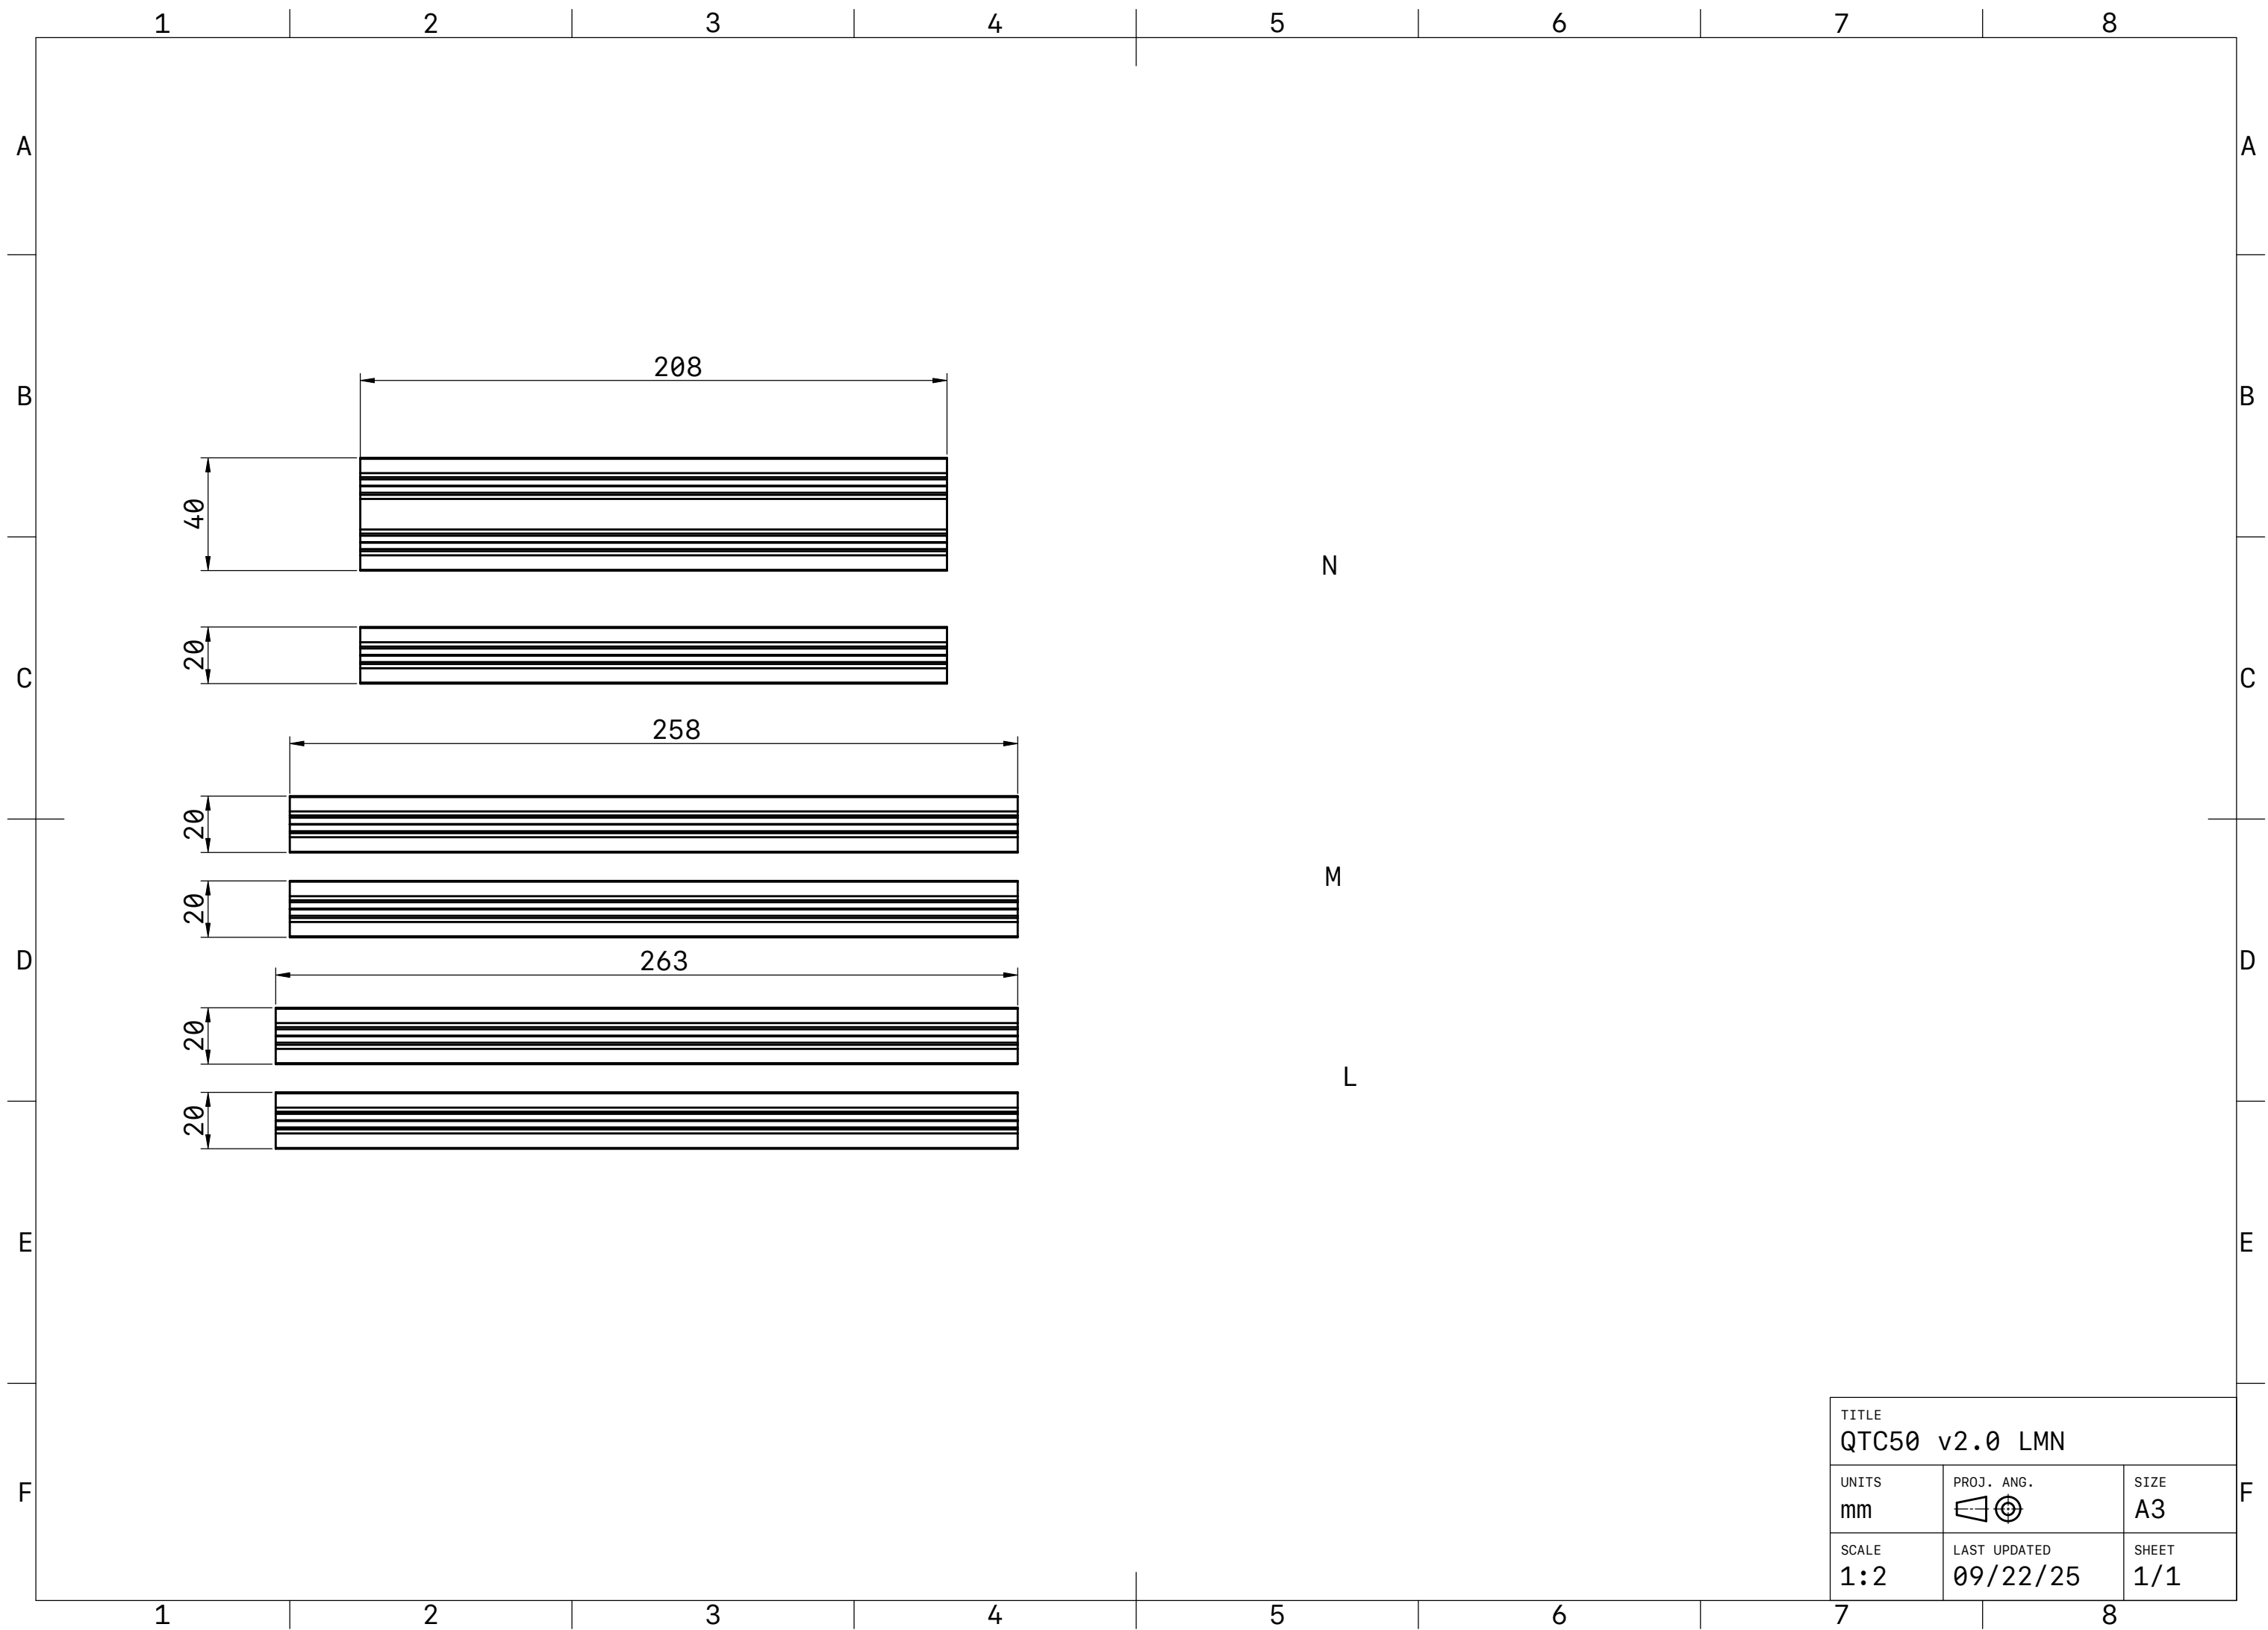 1 2 3 4 5 6 7 8
A A
208
B B
40
N
20
C C
258
20
M
20
D D
263
20
L
20
E E
TITLE
QTC50 v2.0 LMN
UNITS PROJ. ANG. SIZE
F mm A3 F
SCALE LAST UPDATED SHEET
1:2 09/22/25 1/1
1 2 3 4 5 6 7 8